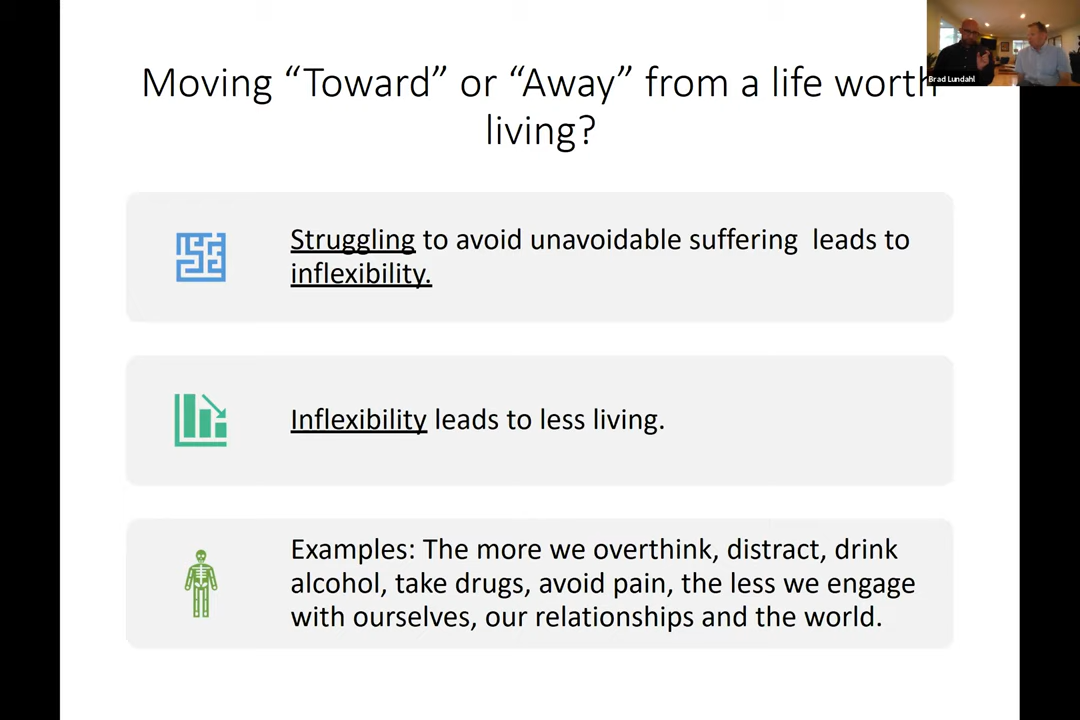 Moving “Toward” or “Away” from a life worth
living?
Brad Lundahl
Struggling to avoid unavoidable suffering  leads to
inflexibility.
Inflexibility leads to less living.
Examples: The more we overthink, distract, drink
alcohol, take drugs, avoid pain, the less we engage
with ourselves, our relationships and the world.